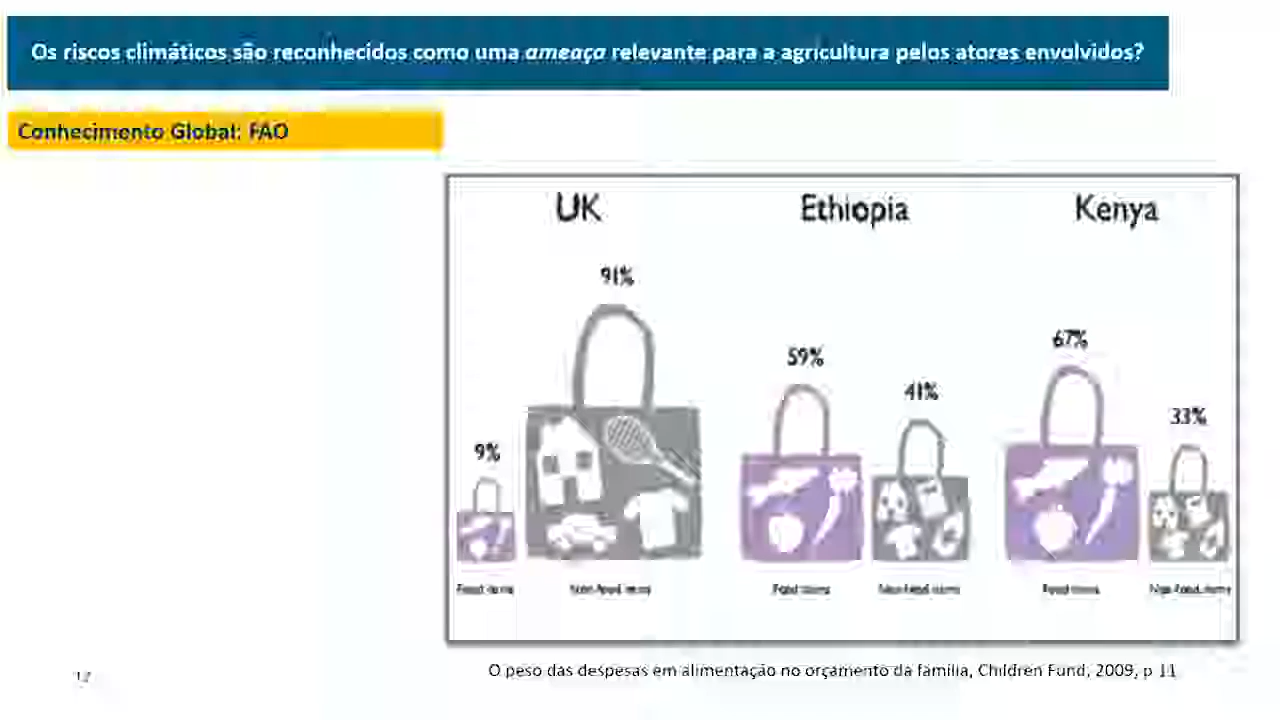 Os riscos climáticos são reconhecidos como uma ameaça relevante para a agricultura pelos atores envolvidos?
Conhecimento Global: FAO
UK
Ethiopia
Kenya
91%
59%
67%
41%
33%
9%
Food items
Non-food items
Food items
Non-food items
Food items
Non-food items
O peso das despesas em alimentação no orçamento da família, Children Fund, 2009, p 11